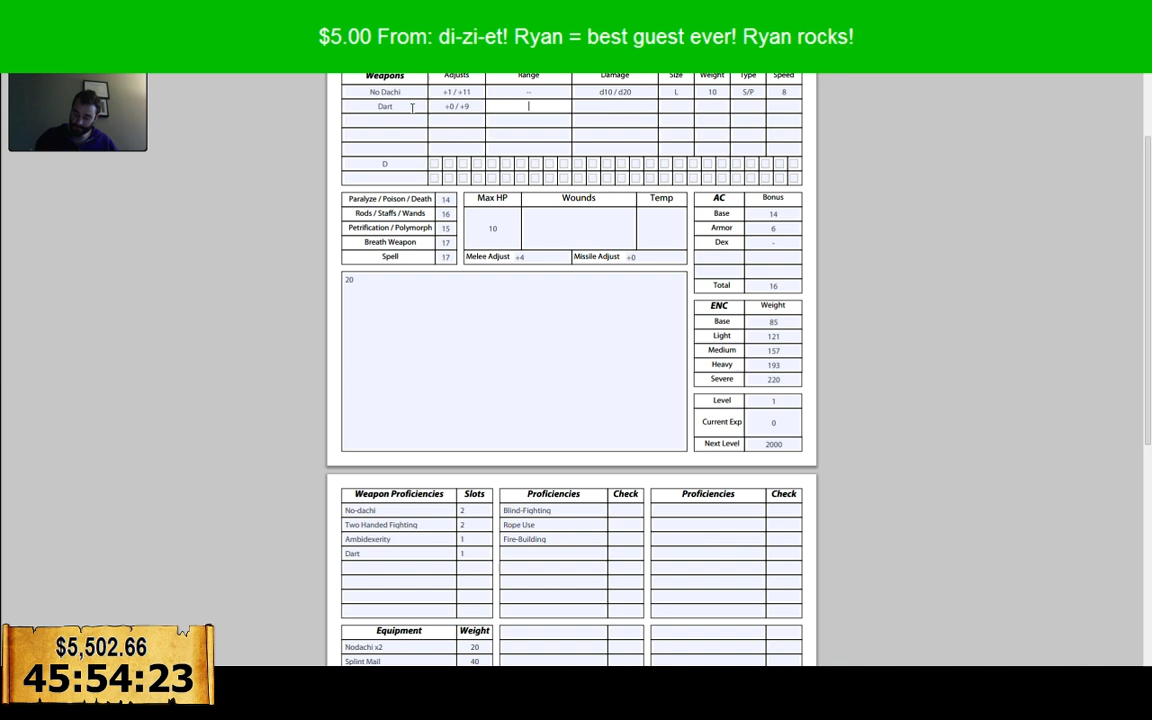 $5.00 From: di-zi-et! Ryan = best guest ever! Ryan rocks!
Weapons Adjusts Range Damage Size Weight Type Speed
No Dachi +1 / +11 -- d10 / d20 L 10 S/P 8
Dart +0 / +9
D
Paralyze / Poison / Death 14
Rods / Staffs / Wands 16
Petrification / Polymorph 15
Breath Weapon 17
Spell 17
Max HP Wounds Temp
10
Melee Adjust +4 Missile Adjust +0
AC Bonus
Base 14
Armor 6
Dex -
Total 16
20
ENC Weight
Base 85
Light 121
Medium 157
Heavy 193
Severe 220
Level 1
Current Exp 0
Next Level 2000
Weapon Proficiencies Slots
No-dachi 2
Two Handed Fighting 2
Ambidexerity 1
Dart 1
Proficiencies Check
Blind-Fighting
Rope Use
Fire-Building
Proficiencies Check
Equipment Weight
Nodachi x2 20
Splint Mail 40
$5,502.66
45:54:23